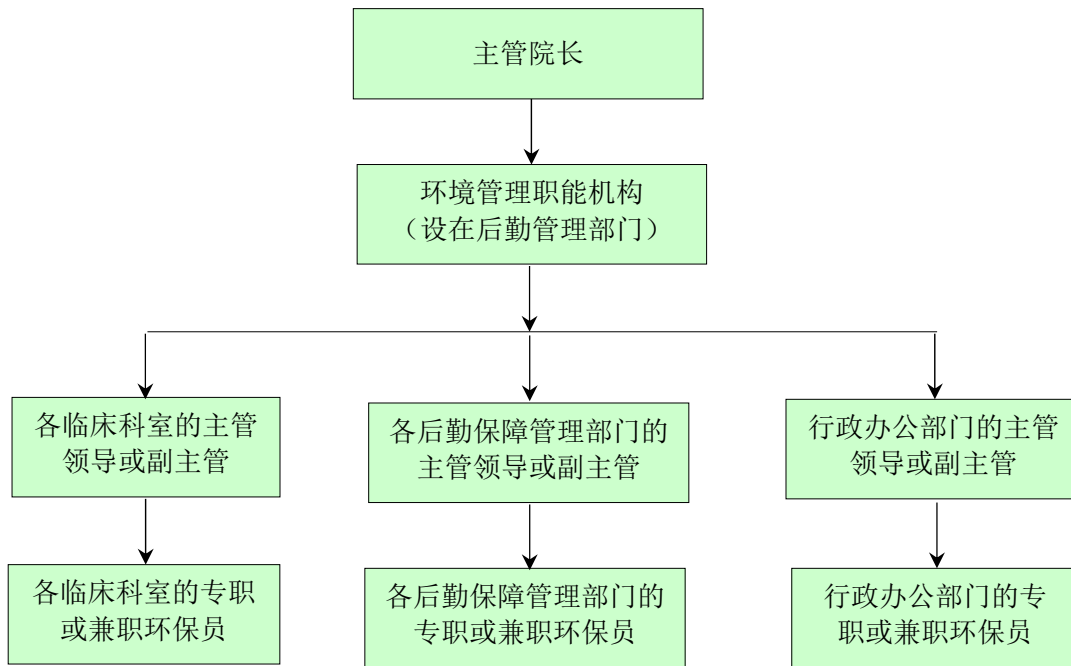 主管院长
环境管理职能机构
（设在后勤管理部门）
各临床科室的主管
领导或副主管
各后勤保障管理部门的
主管领导或副主管
行政办公部门的主管
领导或副主管
各临床科室的专职
或兼职环保员
各后勤保障管理部门的
专职或兼职环保员
行政办公部门的专
职或兼职环保员